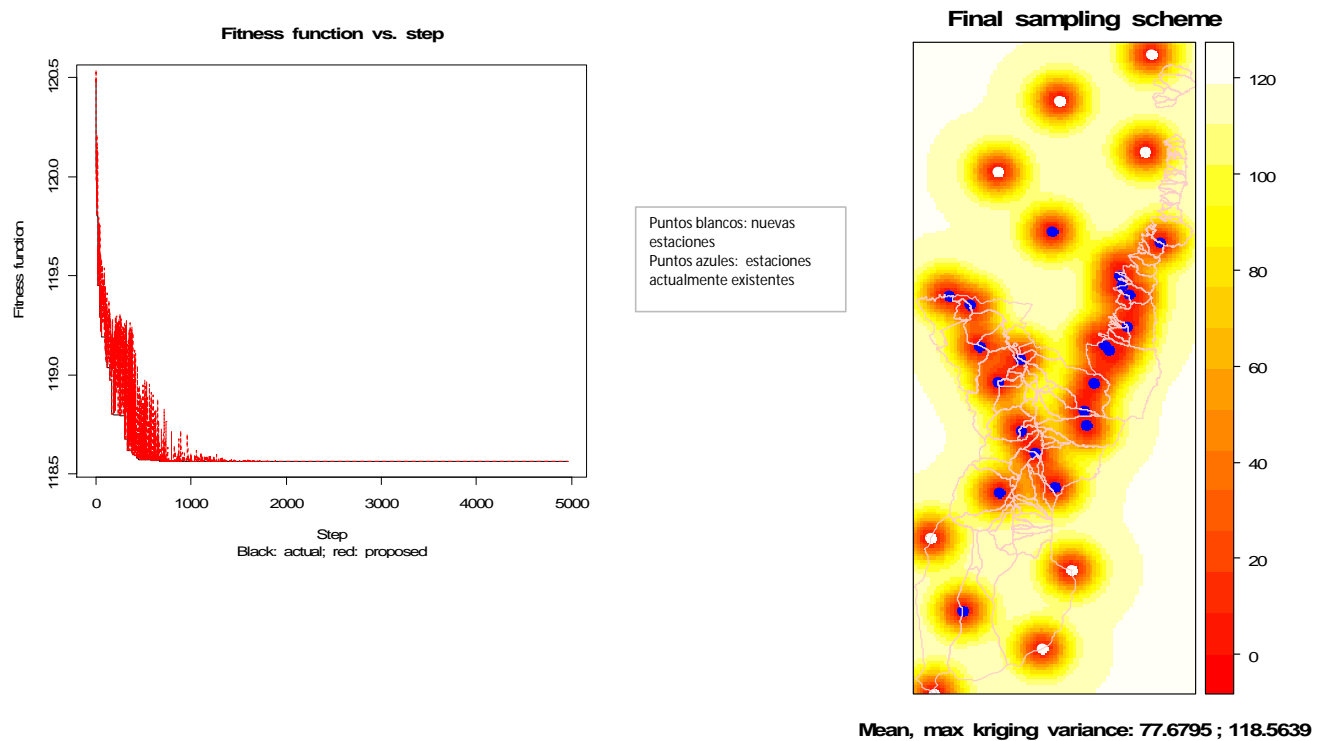 Fitness function vs. step
120.5
120.0
119.5
119.0
118.5
Fitness function
0 1000 2000 3000 4000 5000
Step
Black: actual; red: proposed
Puntos blancos: nuevas
estaciones
Puntos azules: estaciones
actualmente existentes
Final sampling scheme
120
100
80
60
40
20
0
Mean, max kriging variance: 77.6795 ; 118.5639